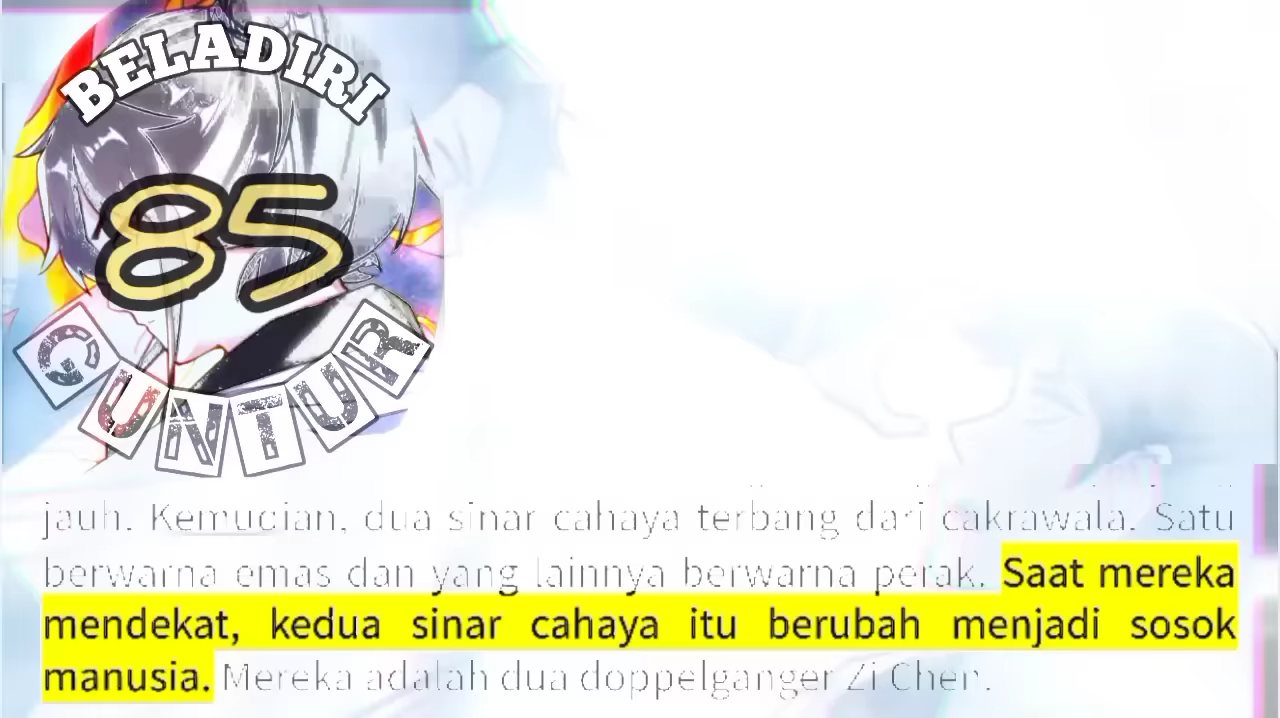 BELADIRI
85
GUNTUR
jauh. Kemudian, dua sinar cahaya terbang dari cakrawala. Satu
berwarna emas dan yang lainnya berwarna perak. Saat mereka
mendekat, kedua sinar cahaya itu berubah menjadi sosok
manusia. Mereka adalah dua doppelganger Zi Chen.